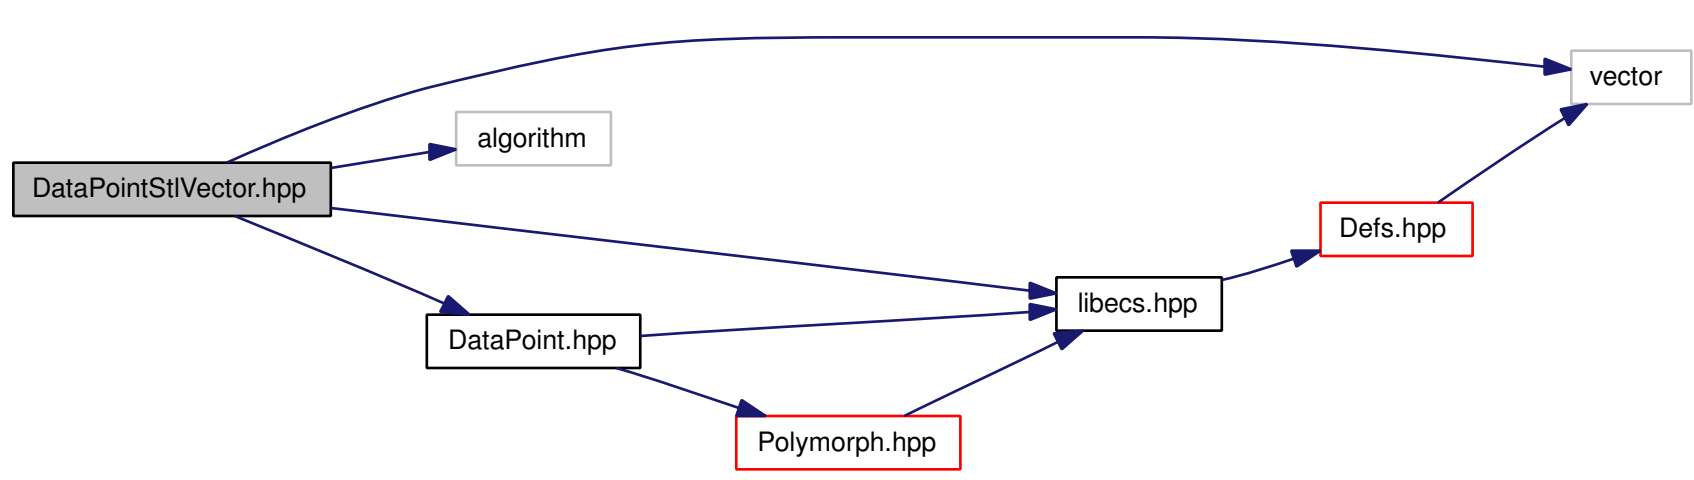 vector
algorithm
DataPointStlVector.hpp
Defs.hpp
libecs.hpp
DataPoint.hpp
Polymorph.hpp